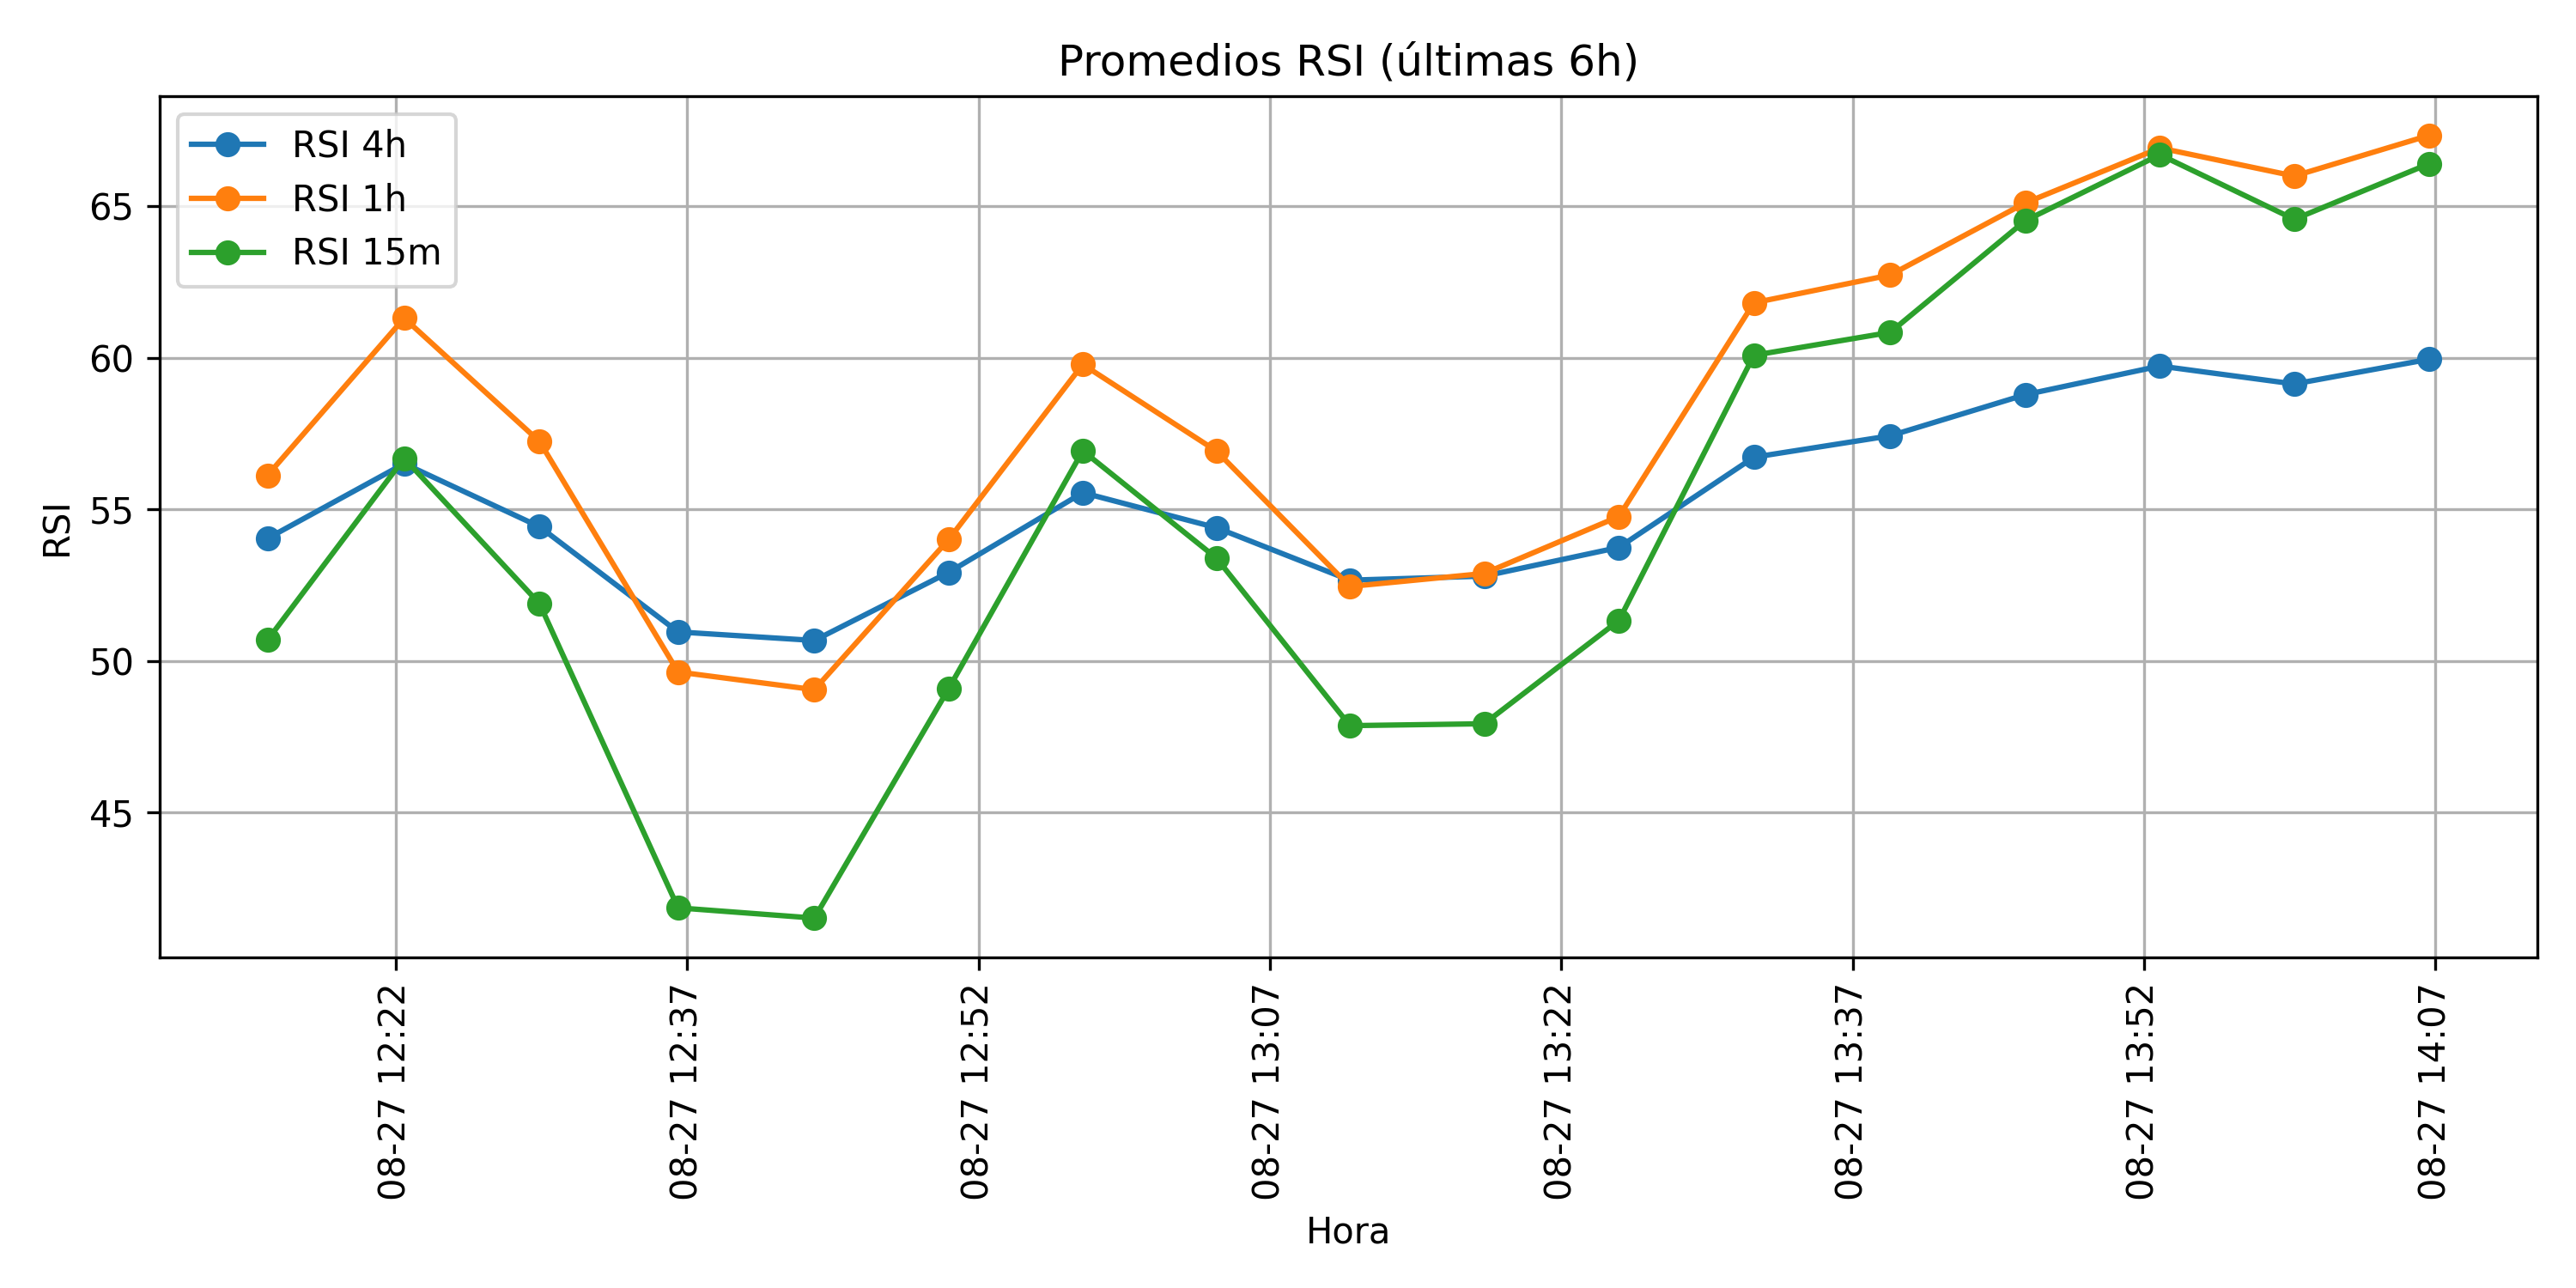 Promedios RSI (últimas 6h)
RSI 4h
RSI 1h
RSI 15m
RSI
65
60
55
50
45
08-27 12:22
08-27 12:37
08-27 12:52
08-27 13:07
08-27 13:22
08-27 13:37
08-27 13:52
08-27 14:07
Hora